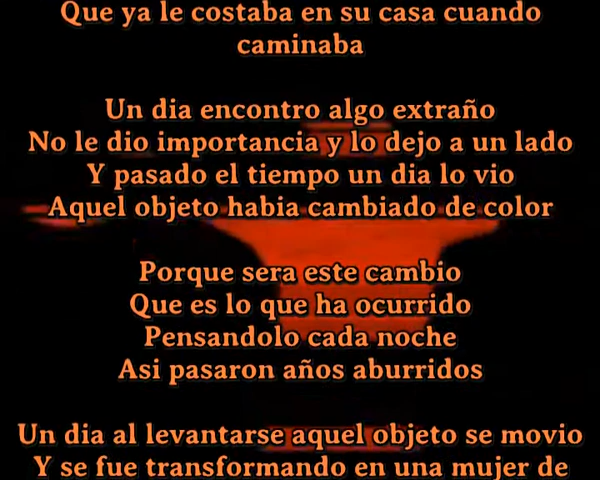 Que ya le costaba en su casa cuando
caminaba
Un dia encontro algo extraño
No le dio importancia y lo dejo a un lado
Y pasado el tiempo un dia lo vio
Aquel objeto habia cambiado de color
Porque sera este cambio
Que es lo que ha ocurrido
Pensandolo cada noche
Asi pasaron años aburridos
Un dia al levantarse aquel objeto se movio
Y se fue transformando en una mujer de